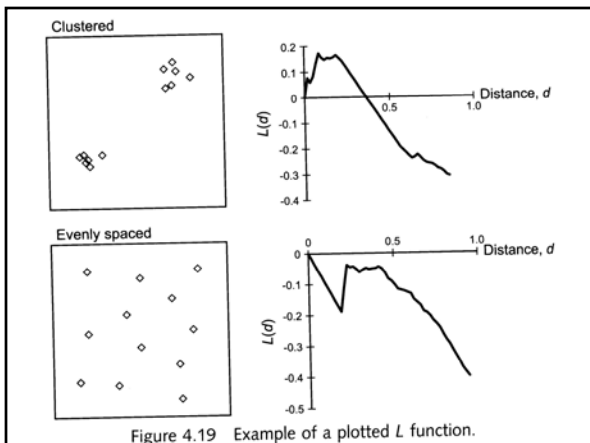 Clustered
0.2
0.1
0
-0.1
-0.2
-0.3
-0.4
L(d)
0.5
1.0
Distance, d
Evenly spaced
0
0.5
1.0
Distance, d
0
-0.1
-0.2
-0.3
-0.4
-0.5
L(d)
Figure 4.19 Example of a plotted L function.